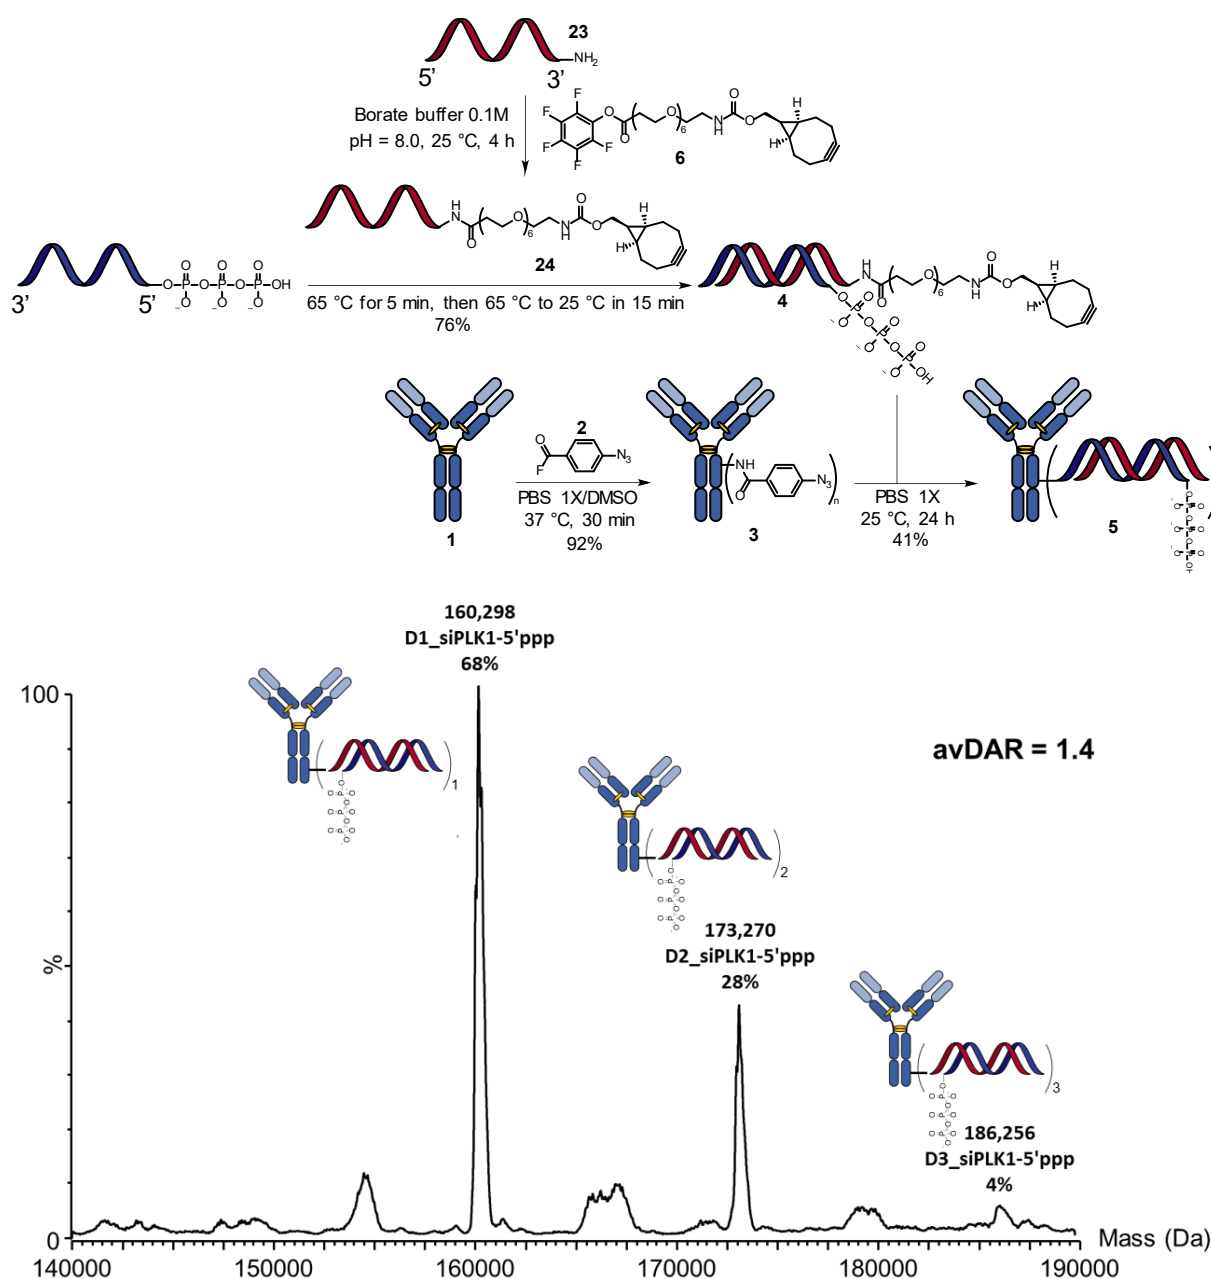 23
NH2
5’
3’
Borate buffer 0.1M
pH = 8.0, 25 °C, 4 h
F
F
F
F
F
O
O
O
6
N
H
O
O
H
H
6
H
N
O
O
6
N
H
O
O
H
H
24
3’
5’
O
P
O
O
P
O
O
P
OH
O
-O
-O
-O
65 °C for 5 min, then 65 °C to 25 °C in 15 min
76%
4
H
N
O
O
6
N
H
O
O
H
H
O
P
O
P
O
P
OH
1
2
O
F
N3
PBS 1X/DMSO
37 °C, 30 min
92%
NH
O
N3
n
3
PBS 1X
25 °C, 24 h
41%
5
160,298
D1_siPLK1-5'ppp
68%
100
avDAR = 1.4
1
2
173,270
D2_siPLK1-5'ppp
28%
%
3
186,256
D3_siPLK1-5'ppp
4%
0
Mass (Da)
140000
150000
160000
170000
180000
190000